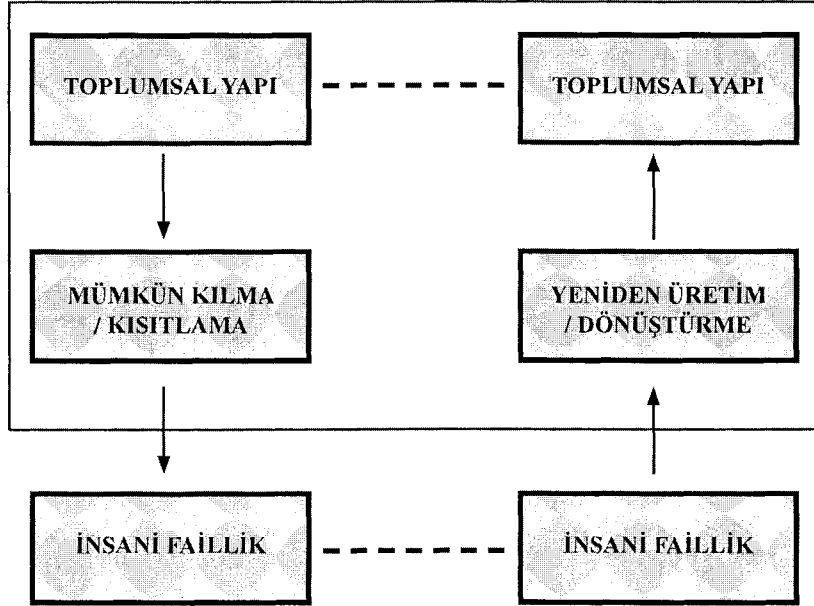 TOPLUMSAL YAPI
TOPLUMSAL YAPI
MÜMKÜN KILMA
/ KISITLAMA
YENİDEN ÜRETİM
/ DÖNÜŞTÜRME
İNSANİ FAİLLİK
İNSANİ FAİLLİK